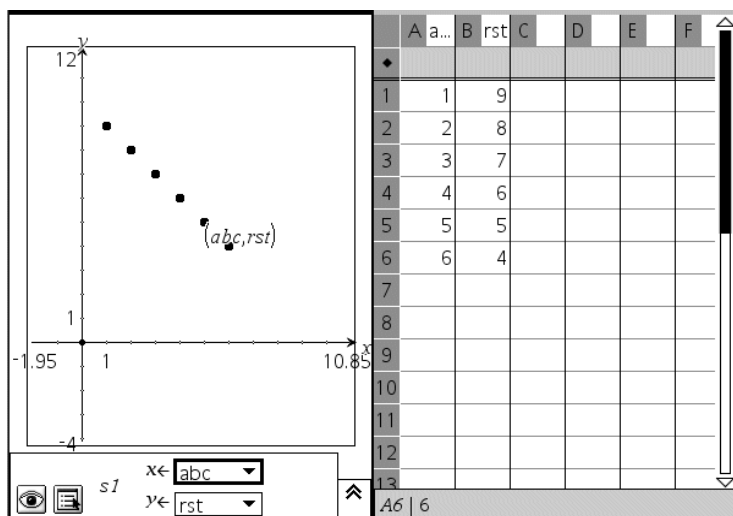 y
12
(abc,rst)
1
x
-1.95 1 10.85
-4
s1 x← abc
y← rst
A a... B rst C D E F
◆
1 1 9
2 2 8
3 3 7
4 4 6
5 5 5
6 6 4
7
8
9
10
11
12
13
A6 | 6